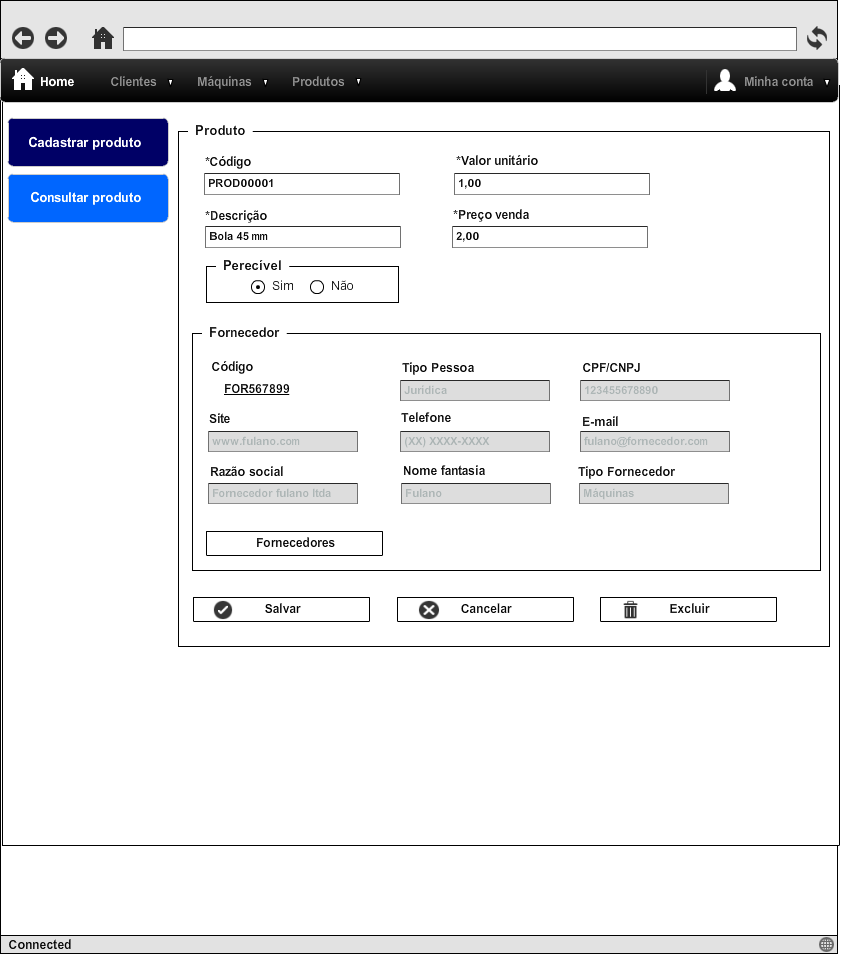 Home Clientes Máquinas Produtos Minha conta
Cadastrar produto
Consultar produto
Produto
*Código *Valor unitário
PROD00001 1,00
*Descrição *Preço venda
Bola 45 mm 2,00
Perecível
Sim Não
Fornecedor
Código Tipo Pessoa CPF/CNPJ
FOR567899 Jurídica 123455678890
Site Telefone E-mail
www.fulano.com (XX) XXXX-XXXX fulano@fornecedor.com
Razão social Nome fantasia Tipo Fornecedor
Fornecedor fulano ltda Fulano Máquinas
Fornecedores
Salvar Cancelar Excluir
Connected